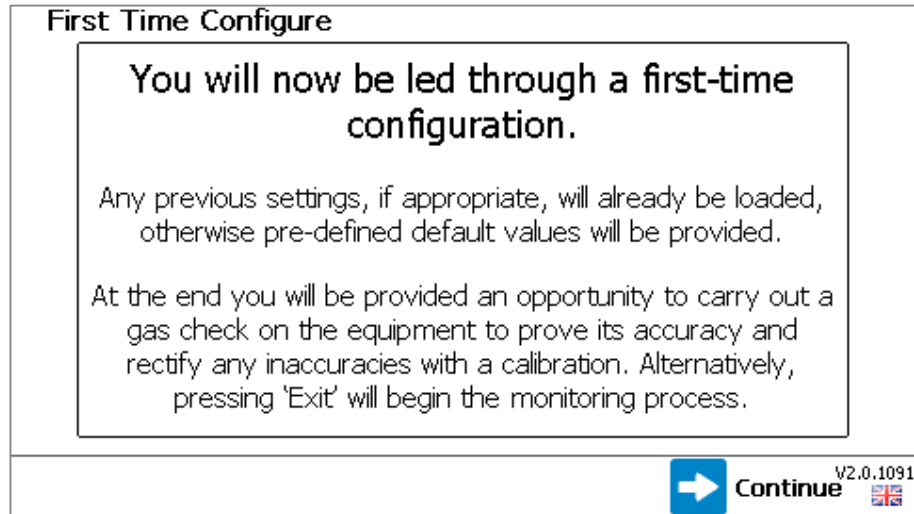 First Time Configure
You will now be led through a first-time
configuration.
Any previous settings, if appropriate, will already be loaded,
otherwise pre-defined default values will be provided.
At the end you will be provided an opportunity to carry out a
gas check on the equipment to prove its accuracy and
rectify any inaccuracies with a calibration. Alternatively,
pressing 'Exit' will begin the monitoring process.
Continue
V2.0.1091